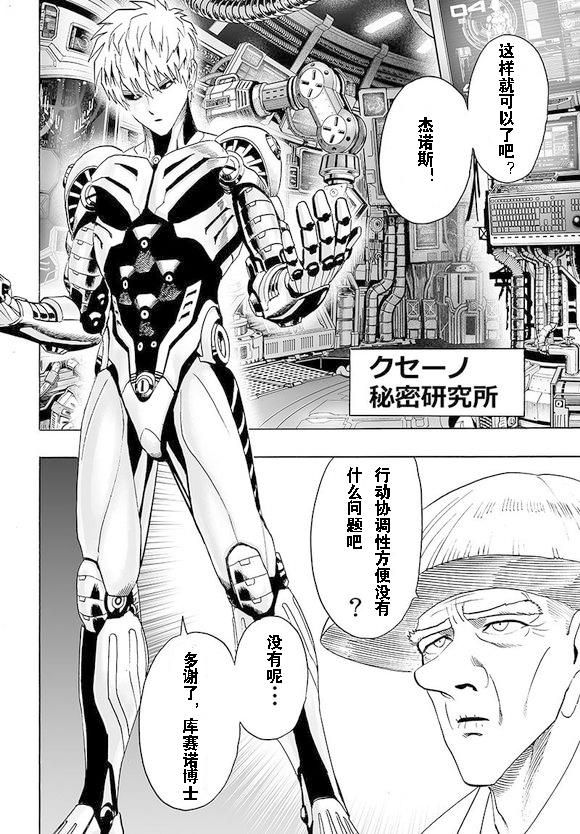 这样就可以了吧？
杰诺斯！
04
クセーノ
秘密研究所
行动协调性方便没有
什么问题吧
？
没有呢…
多谢了，库赛诺博士